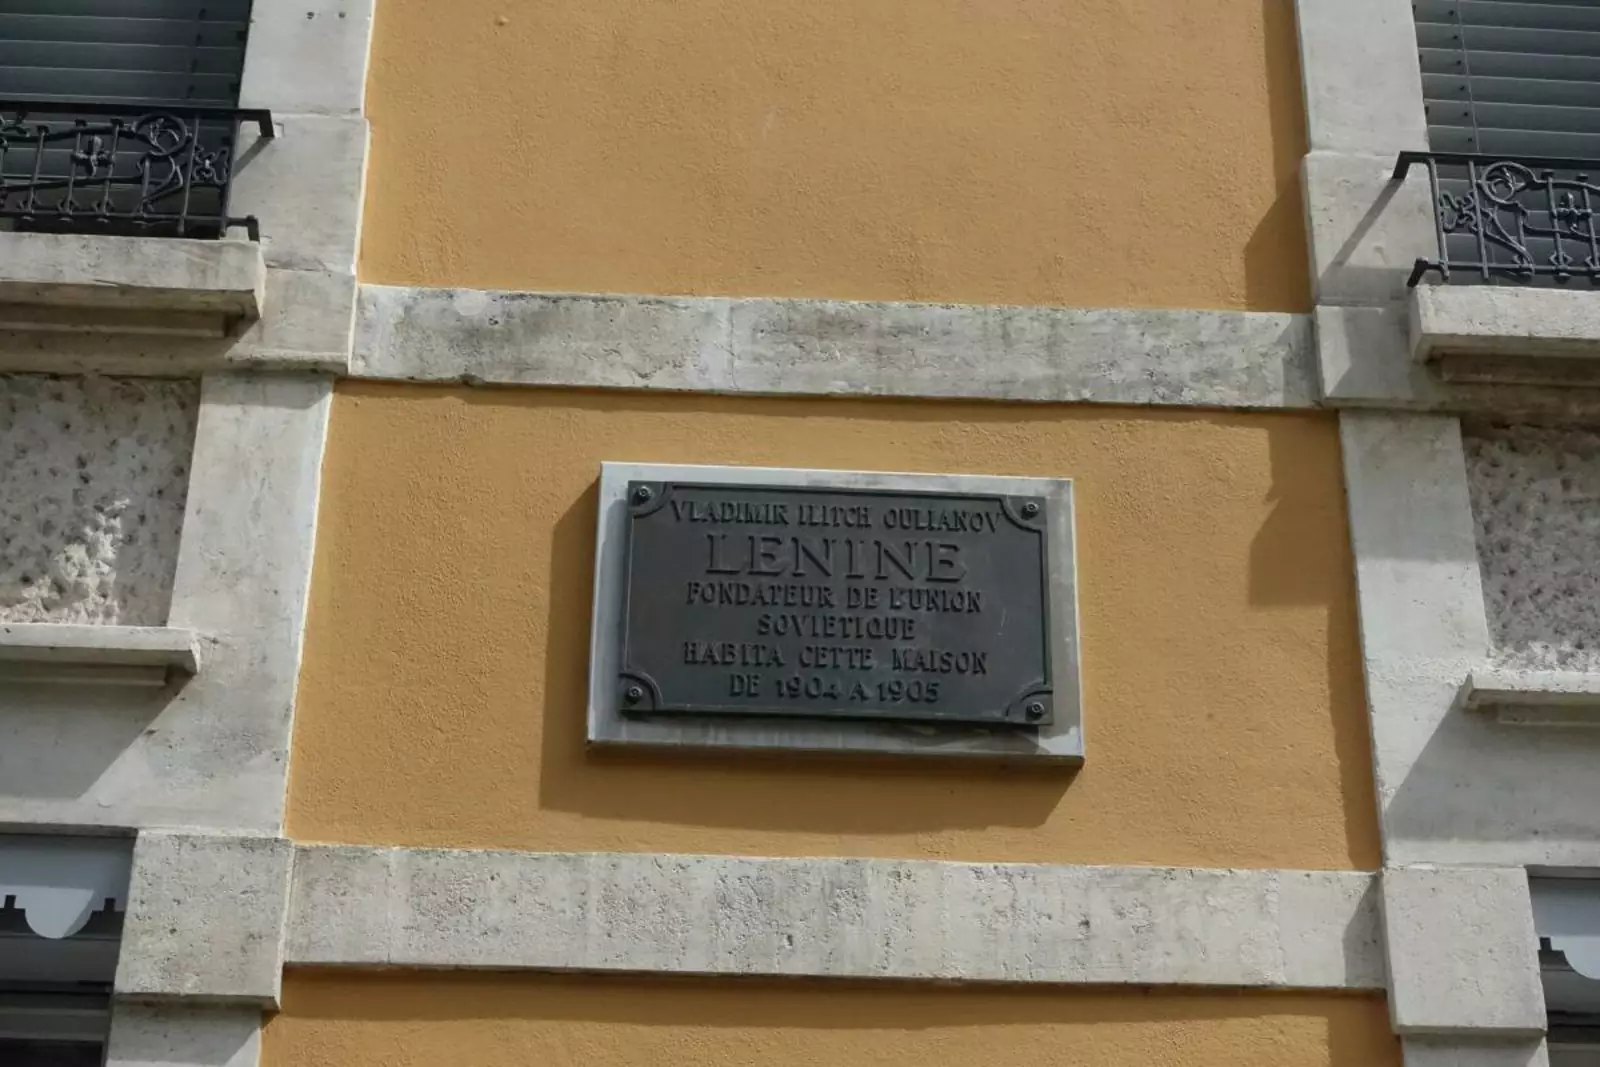 VLADIMIR ILITCH OULIANOV
LENINE
FONDATEUR DE L'UNION
SOVIETIQUE
HABITA CETTE MAISON
DE 1904 A 1905